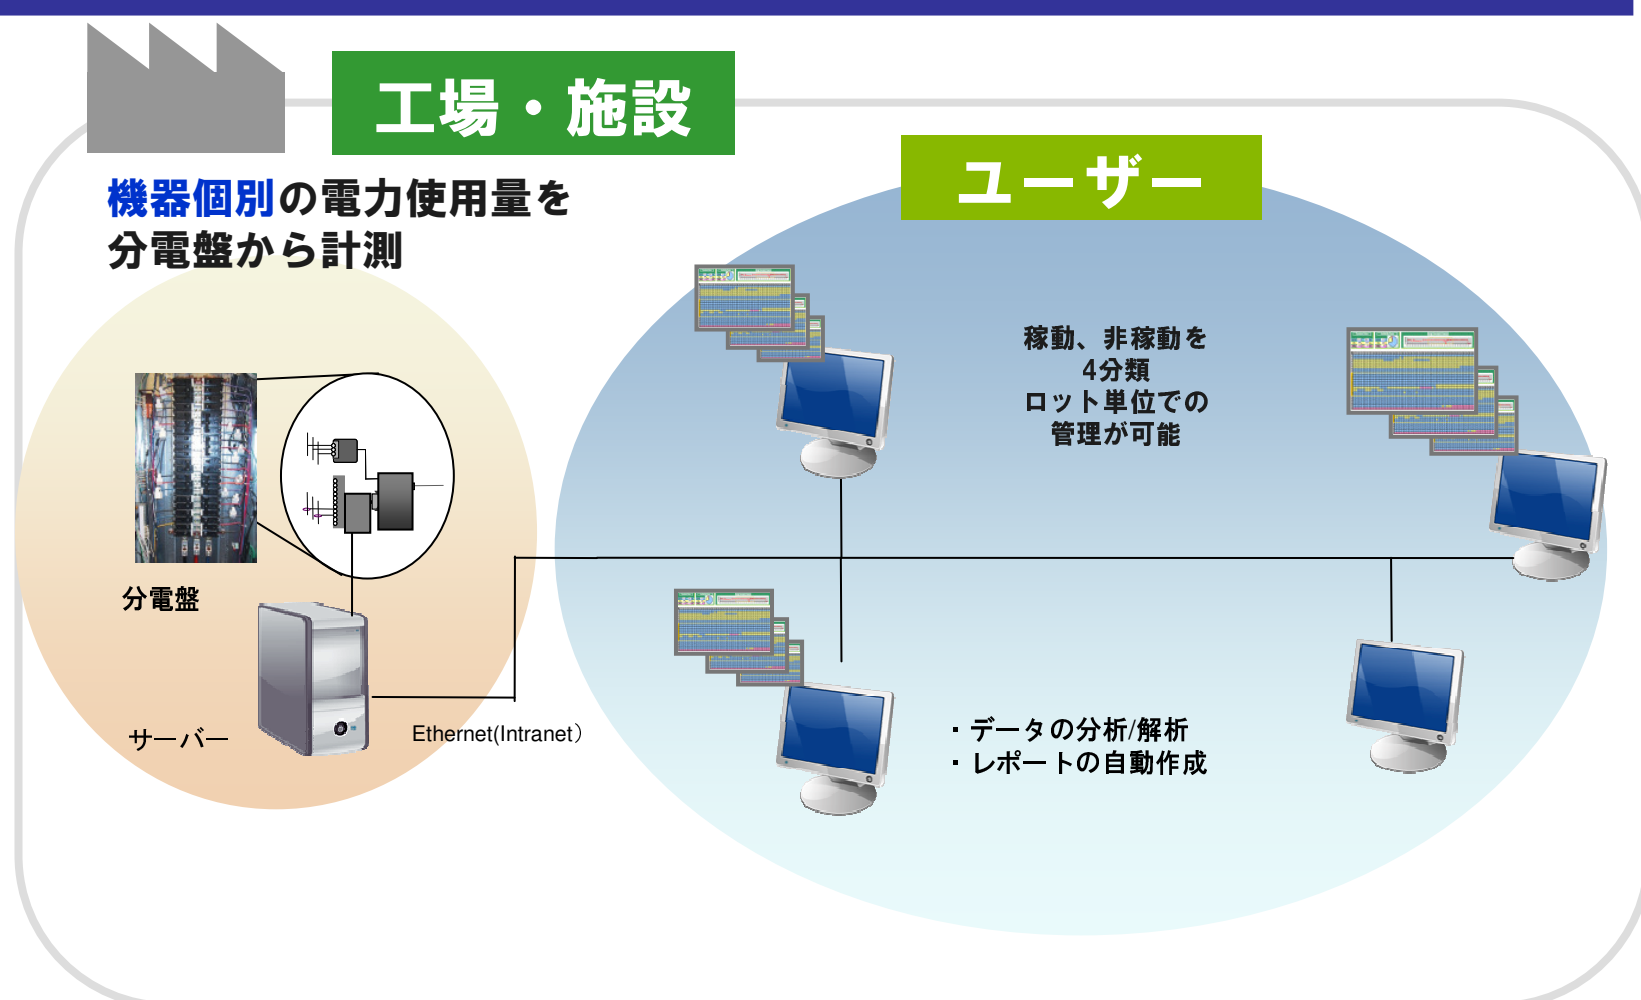 工場・施設
ユーザー
機器個別の電力使用量を
分電盤から計測
稼動、非稼動を
4分類
ロット単位での
管理が可能
分電盤
サーバー
Ethernet(Intranet）
・データの分析/解析
・レポートの自動作成